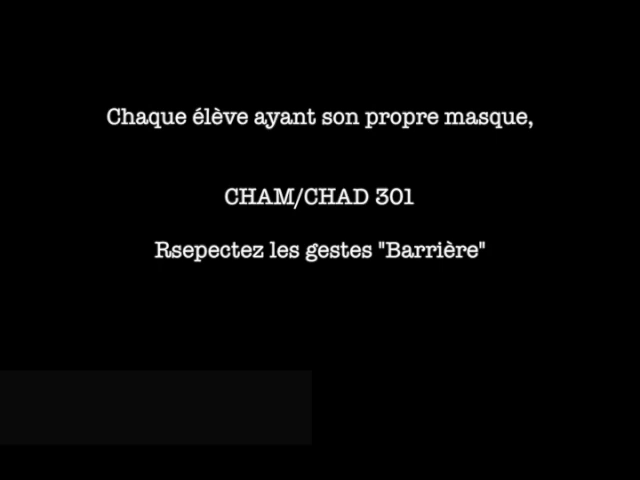 Chaque élève ayant son propre masque,
CHAM/CHAD 301
Rsepectez les gestes "Barrière"